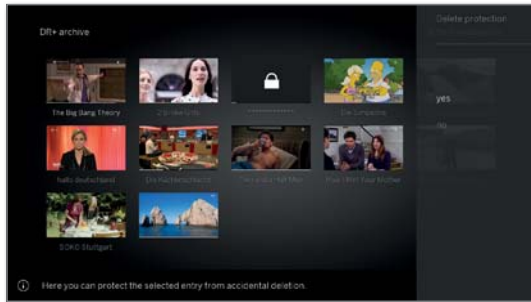 DR+ archive
Delete protection
The Big Bang Theory
Die Simpsons
yes
no
hallo deutschland
Die Küchenschlacht
How I Met Your Mother
SOKO Stuttgart
Here you can protect the selected entry from accidental deletion.